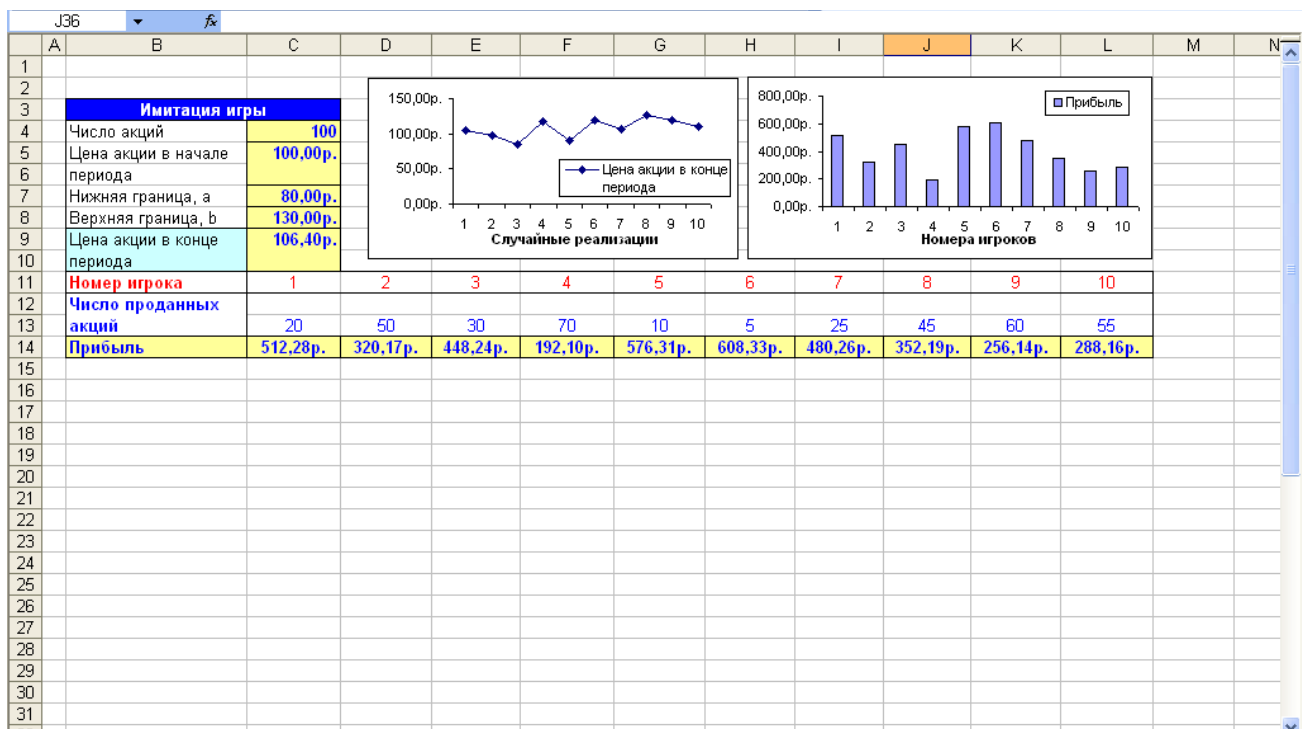 J36 fx
A B C D E F G H I J K L M N
1
2
3 Имитация игры
4 Число акций 100
5 Цена акции в начале 100,00р.
6 периода
7 Нижняя граница, a 80,00р.
8 Верхняя граница, b 130,00р.
9 Цена акции в конце 106,40р.
10 периода
150,00р.
100,00р.
50,00р.
0,00р.
Цена акции в конце
периода
1 2 3 4 5 6 7 8 9 10
Случайные реализации
800,00р.
600,00р.
400,00р.
200,00р.
0,00р.
Прибыль
1 2 3 4 5 6 7 8 9 10
Номера игроков
11 Номер игрока 1 2 3 4 5 6 7 8 9 10
12 Число проданных
13 акций 20 50 30 70 10 5 25 45 60 55
14 Прибыль 512,28р. 320,17р. 448,24р. 192,10р. 576,31р. 608,33р. 480,26р. 352,19р. 256,14р. 288,16р.
15
16
17
18
19
20
21
22
23
24
25
26
27
28
29
30
31